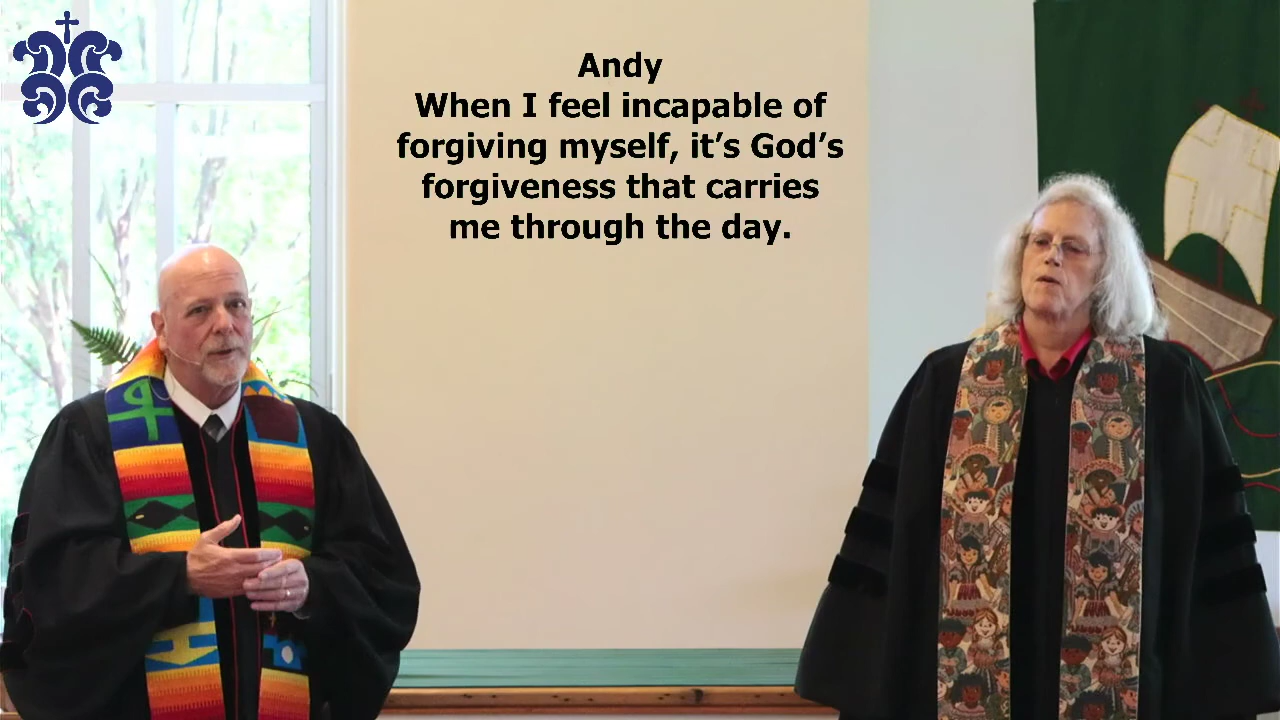 Andy
When I feel incapable of
forgiving myself, it’s God’s
forgiveness that carries
me through the day.